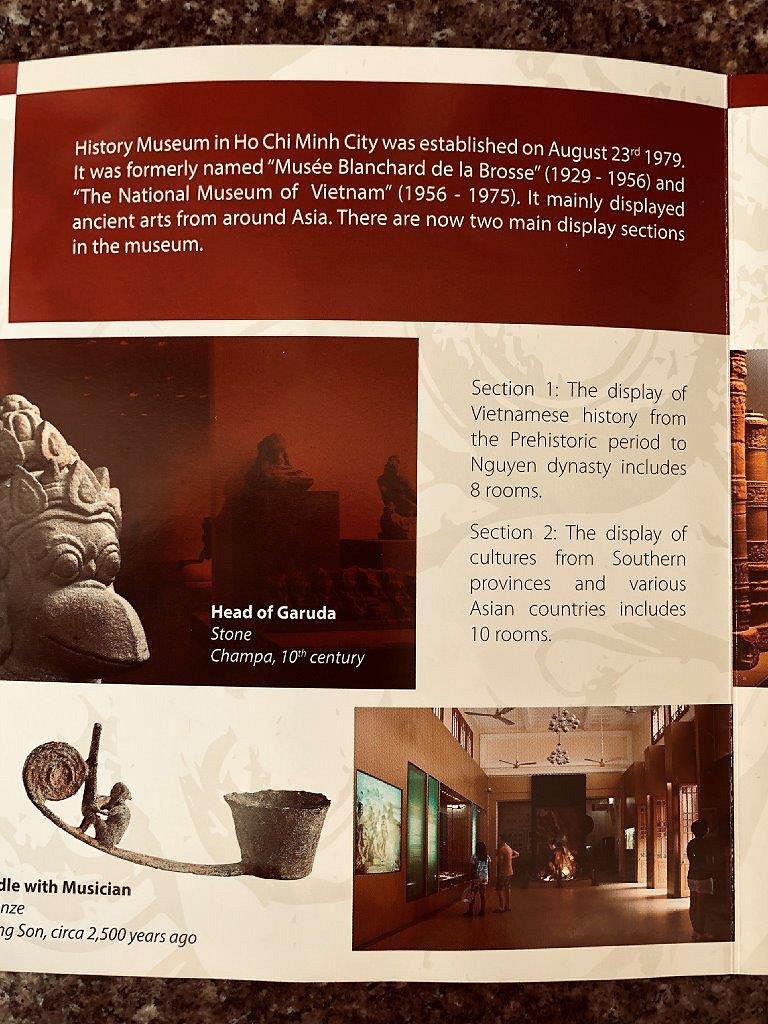 History Museum in Ho Chi Minh City was established on August 23rd 1979.
It was formerly named "Musée Blanchard de la Brosse" (1929 - 1956) and
"The National Museum of Vietnam" (1956 - 1975). It mainly displayed
ancient arts from around Asia. There are now two main display sections
in the museum.
Section 1: The display of
Vietnamese history from
the Prehistoric period to
Nguyen dynasty includes
8 rooms.
Section 2: The display of
cultures from Southern
provinces and various
Asian countries includes
10 rooms.
Head of Garuda
Stone
Champa, 10th century
dle with Musician
nze
ng Son, circa 2,500 years ago